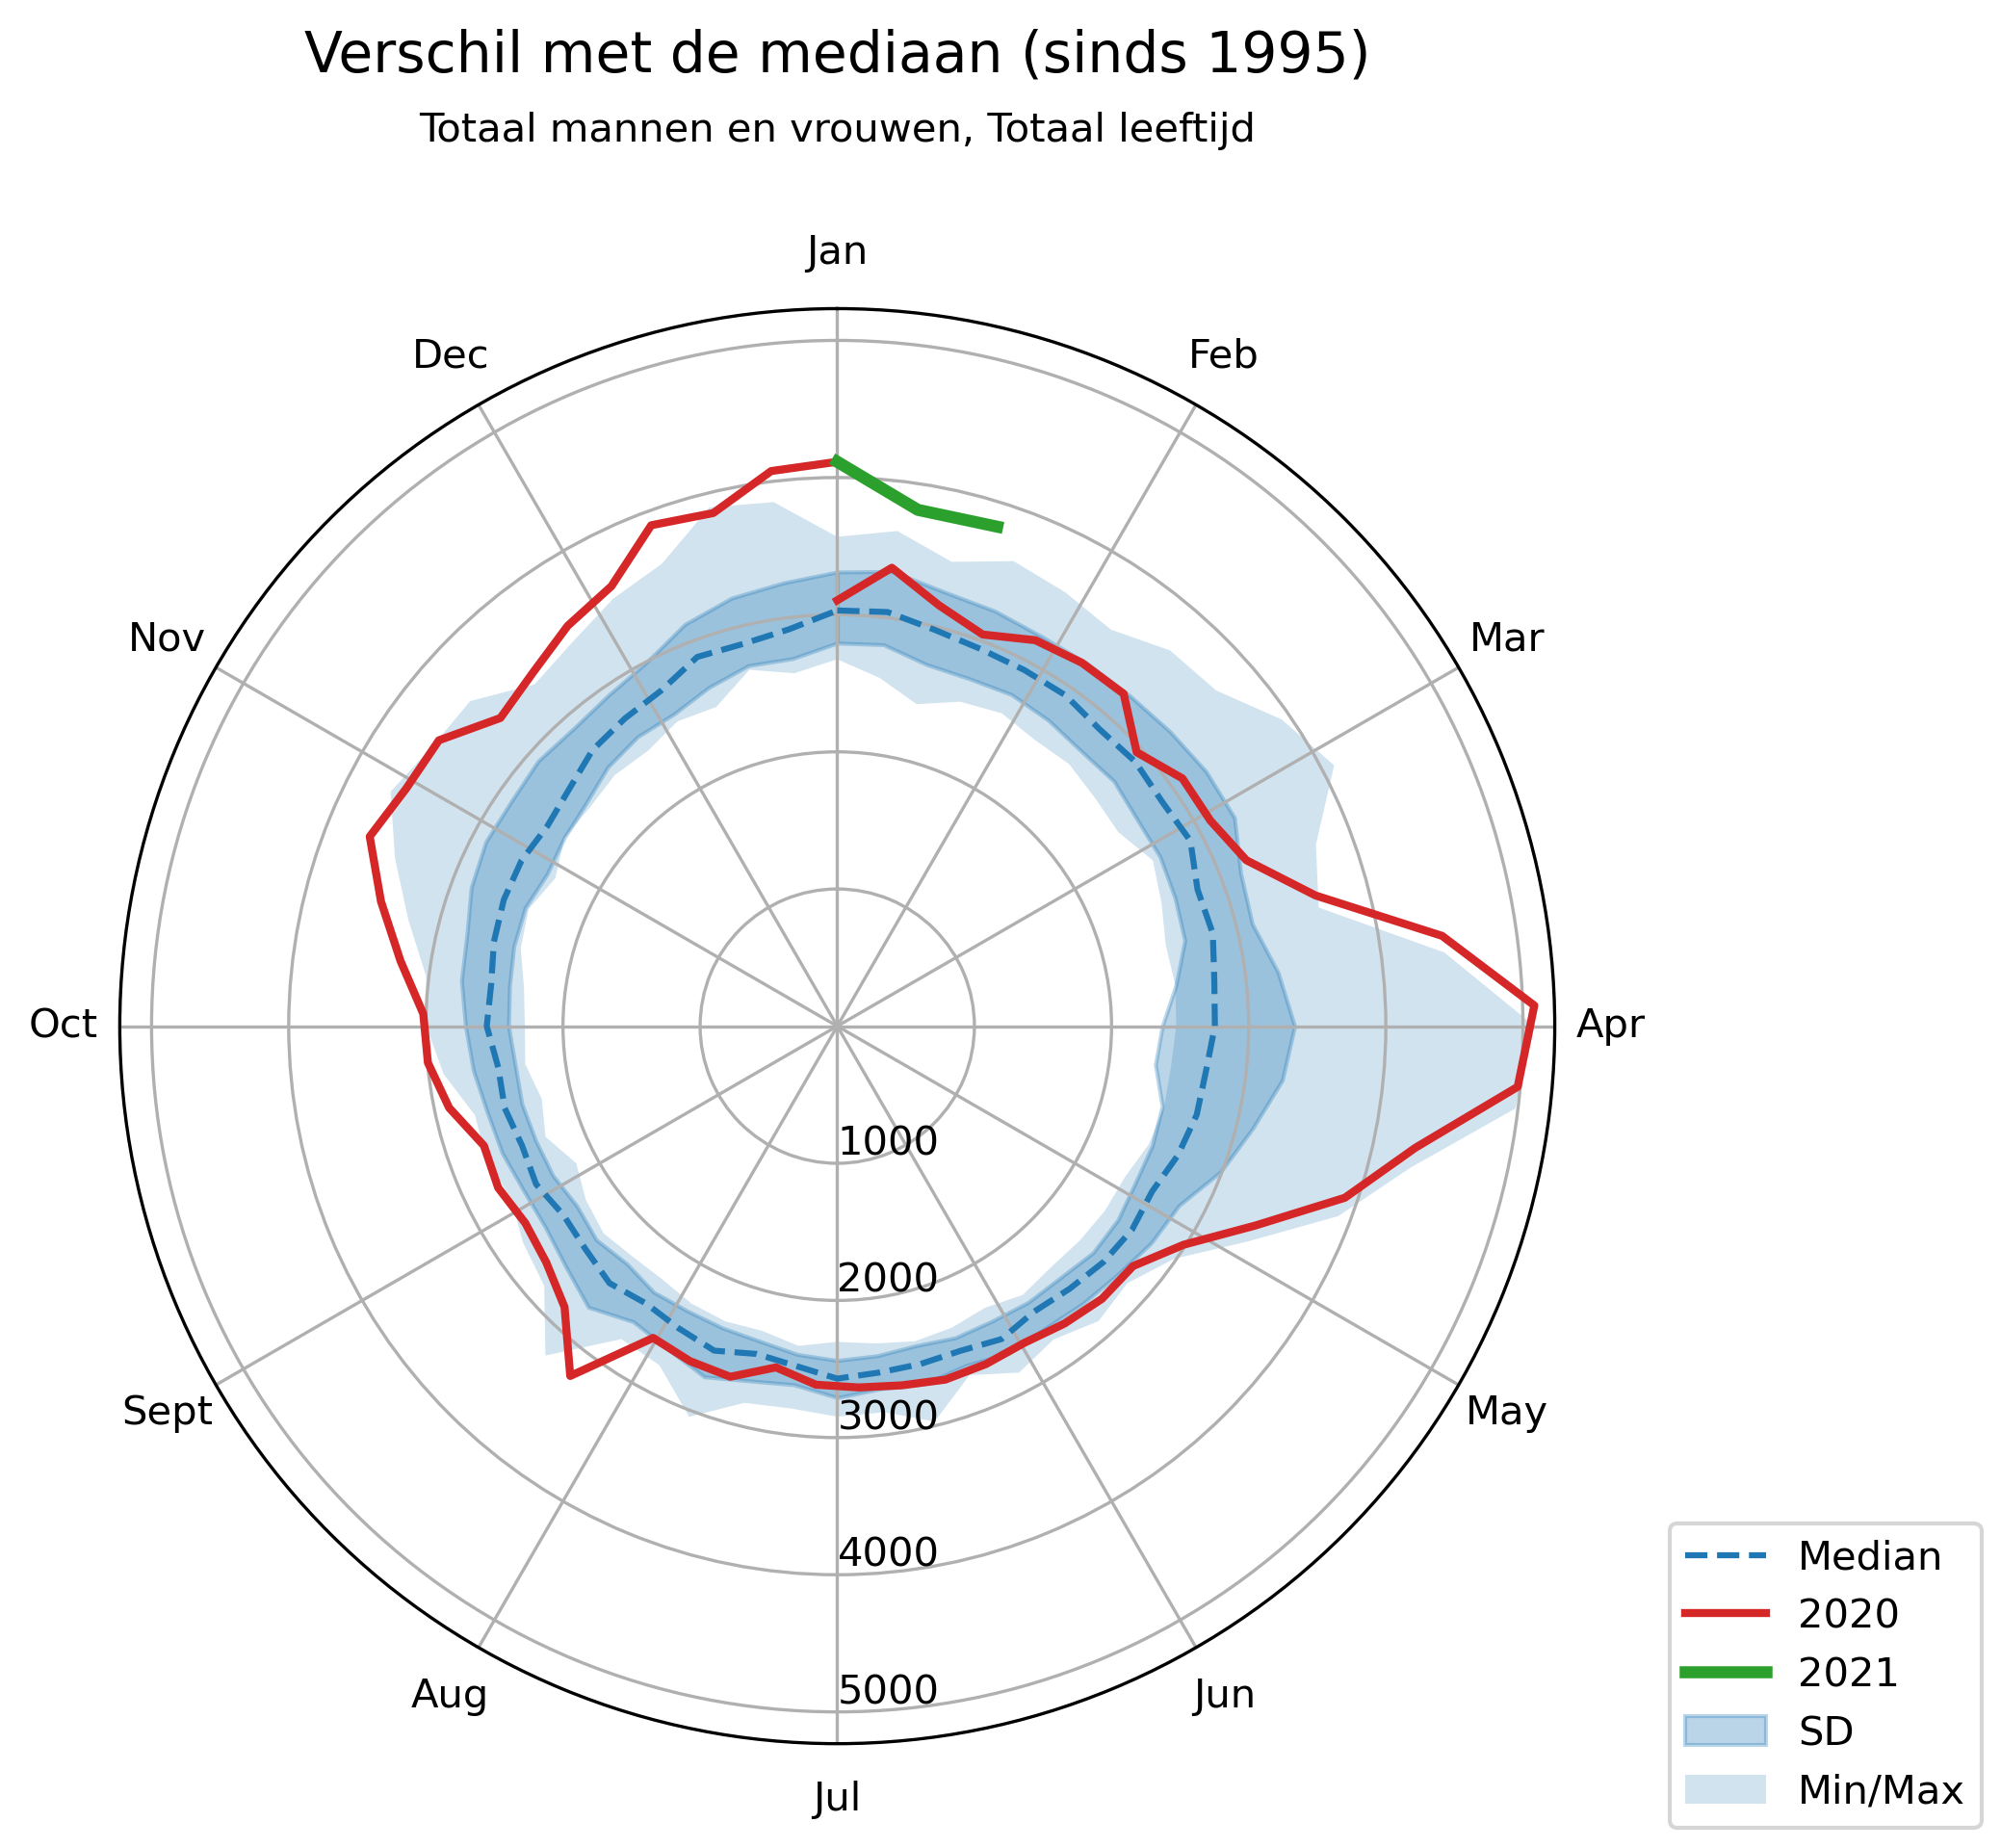 Verschil met de mediaan (sinds 1995)
Totaal mannen en vrouwen, Totaal leeftijd
Jan
Feb
Mar
Apr
May
Jun
Jul
Aug
Sept
Oct
Nov
Dec
1000
2000
3000
4000
5000
Median
2020
2021
SD
Min/Max